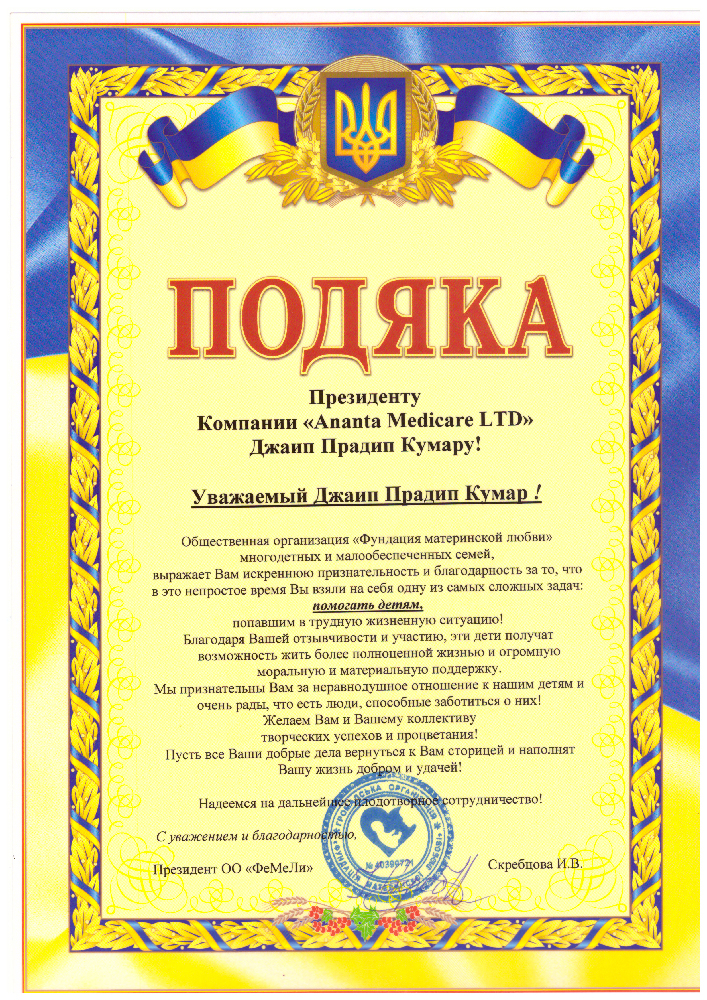 ПОДЯКА
Президенту
Компании «Ananta Medicare LTD»
Джаип Прадип Кумару!
Уважаемый Джаип Прадип Кумар !
Общественная организация «Фундация материнской любви»
многодетных и малообеспеченных семей,
выражает Вам искреннюю признательность и благодарность за то, что
в это непростое время Вы взяли на себя одну из самых сложных задач:
помогать детям,
попавшим в трудную жизненную ситуацию!
Благодаря Вашей отзывчивости и участию, эти дети получат
возможность жить более полноценной жизнью и огромную
моральную и материальную поддержку.
Мы признательны Вам за неравнодушное отношение к нашим детям и
очень рады, что есть люди, способные заботиться о них!
Желаем Вам и Вашему коллективу
творческих успехов и процветания!
Пусть все Ваши добрые дела вернуться к Вам сторицей и наполнят
Вашу жизнь добром и удачей!
Надеемся на дальнейшее плодотворное сотрудничество!
С уважением и благодарностью,
Президент ОО «ФеМеЛи»
Скребцова И.В.
ГРОМАДСЬКА ОРГАНІЗАЦІЯ
«ФУНДАЦІЯ МАТЕРИНСЬКОЇ ЛЮБОВІ»
№ 40399721